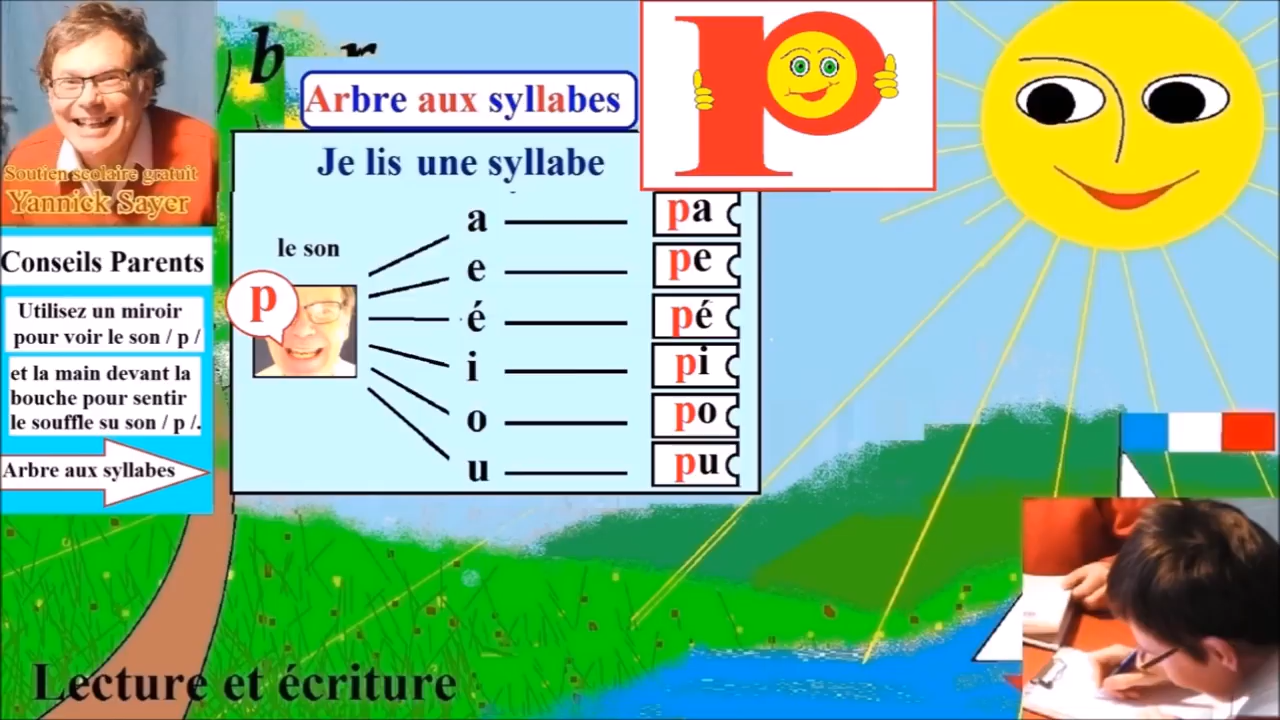 b r
Arbre aux syllabes
p
Soutien scolaire gratuit
Yannick Sayer
Conseils Parents
Utilisez un miroir
pour voir le son / p /
et la main devant la
bouche pour sentir
le souffle su son / p /.
Arbre aux syllabes
Je lis une syllabe
le son
p
a pa
e pe
é pé
i pi
o po
u pu
Lecture et écriture